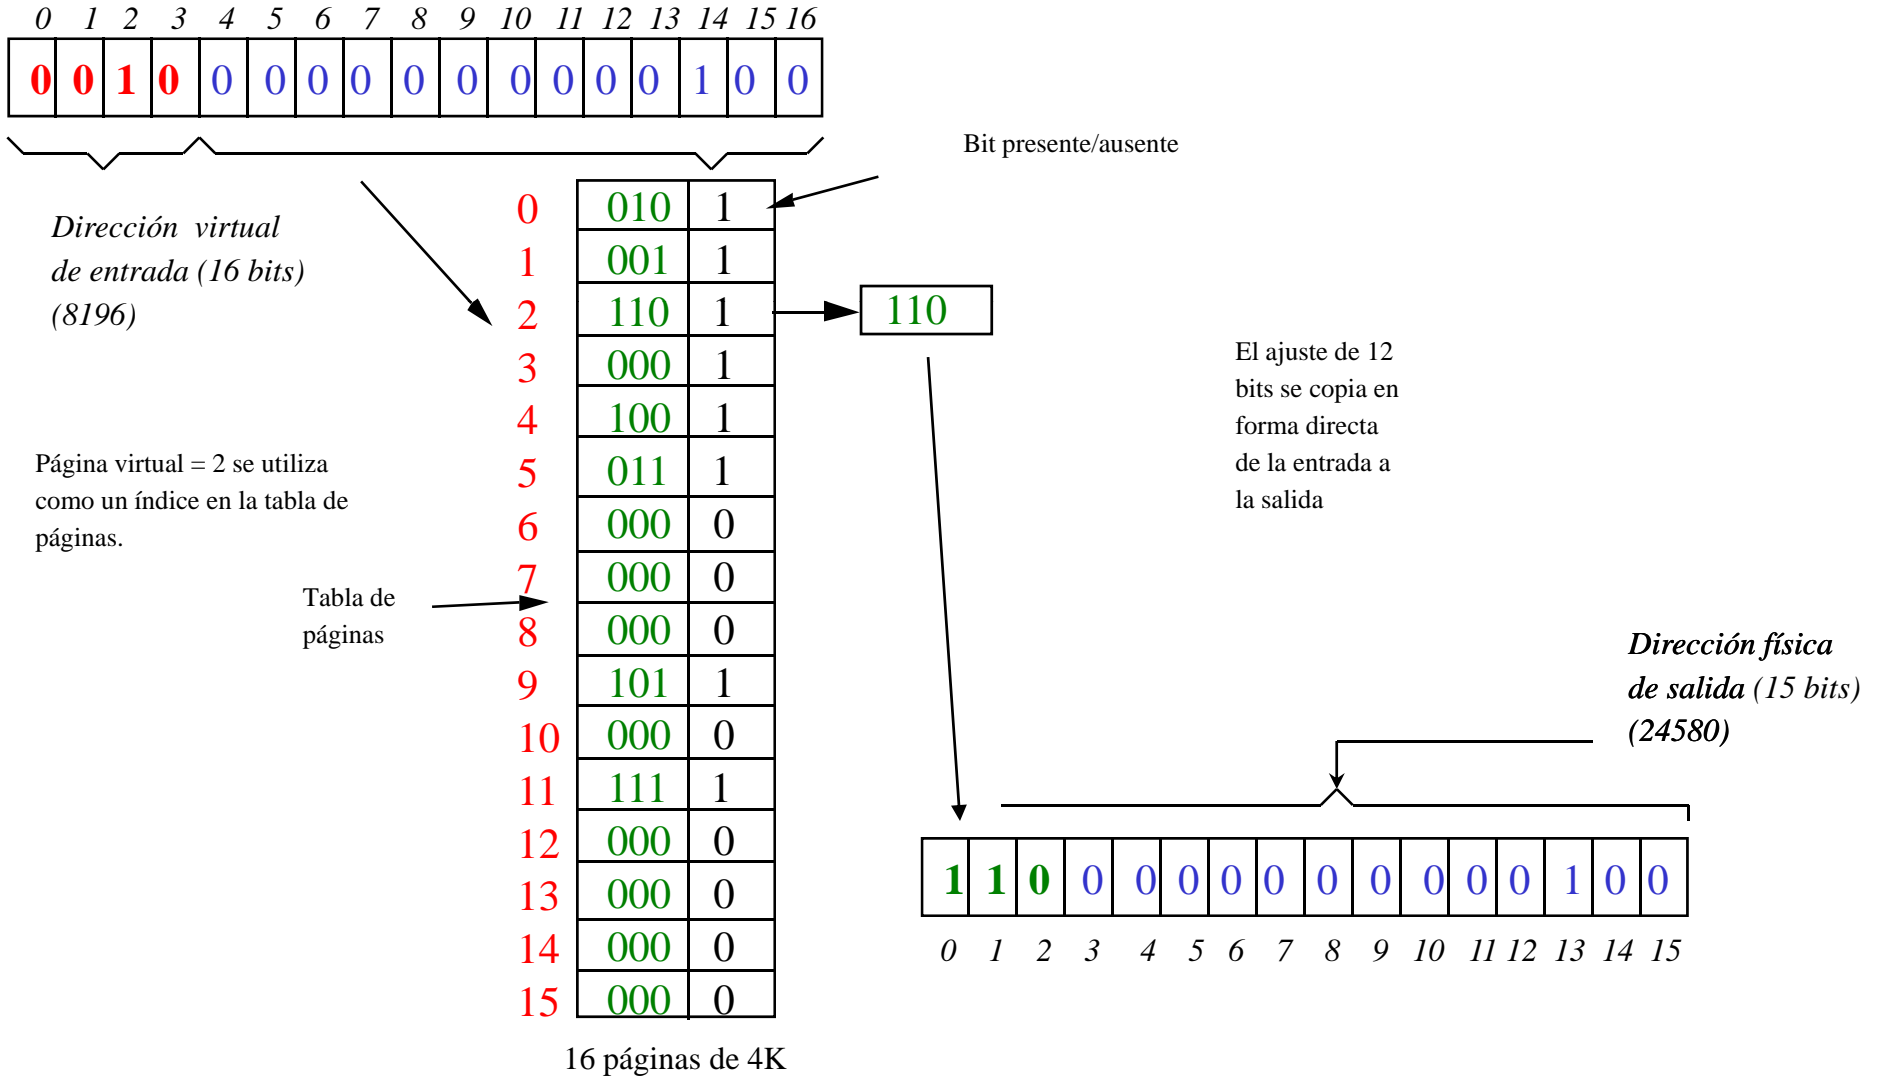 0 1 2 3 4 5 6 7 8 9 10 11 12 13 14 15 16
0 0 1 0 0 0 0 0 0 0 0 0 0 0 1 0 0
Bit presente/ausente
Dirección virtual
de entrada (16 bits)
(8196)
0 010 1
1 001 1
2 110 1
110
3 000 1
4 100 1
5 011 1
6 000 0
7 000 0
8 000 0
9 101 1
10 000 0
11 111 1
12 000 0
13 000 0
14 000 0
15 000 0
16 páginas de 4K
El ajuste de 12
bits se copia en
forma directa
de la entrada a
la salida
Página virtual = 2 se utiliza
como un índice en la tabla de
páginas.
Tabla de
páginas
Dirección física
de salida (15 bits)
(24580)
1 1 0 0 0 0 0 0 0 0 0 0 0 1 0 0
0 1 2 3 4 5 6 7 8 9 10 11 12 13 14 15